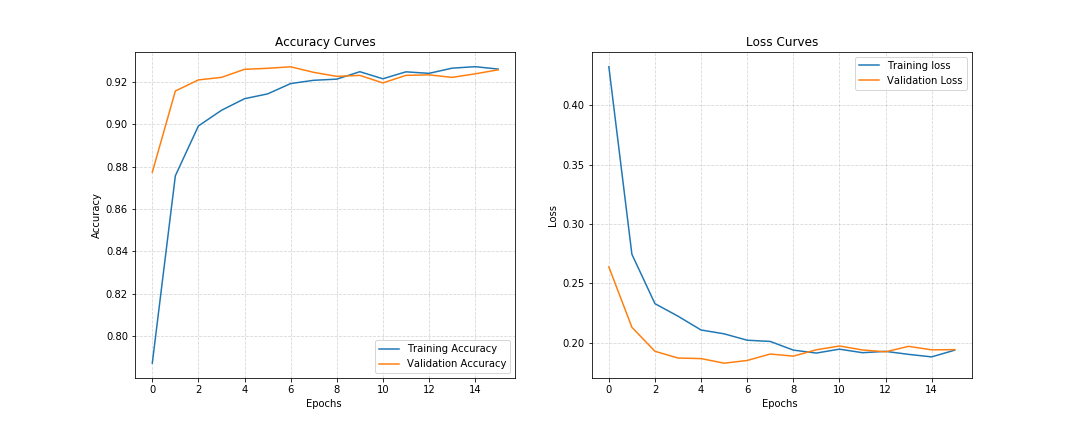 Accuracy Curves
Accuracy
0.92
0.90
0.88
0.86
0.84
0.82
0.80
Training Accuracy
Validation Accuracy
0 2 4 6 8 10 12 14
Epochs
Loss Curves
Loss
Training loss
Validation Loss
0.40
0.35
0.30
0.25
0.20
0 2 4 6 8 10 12 14
Epochs